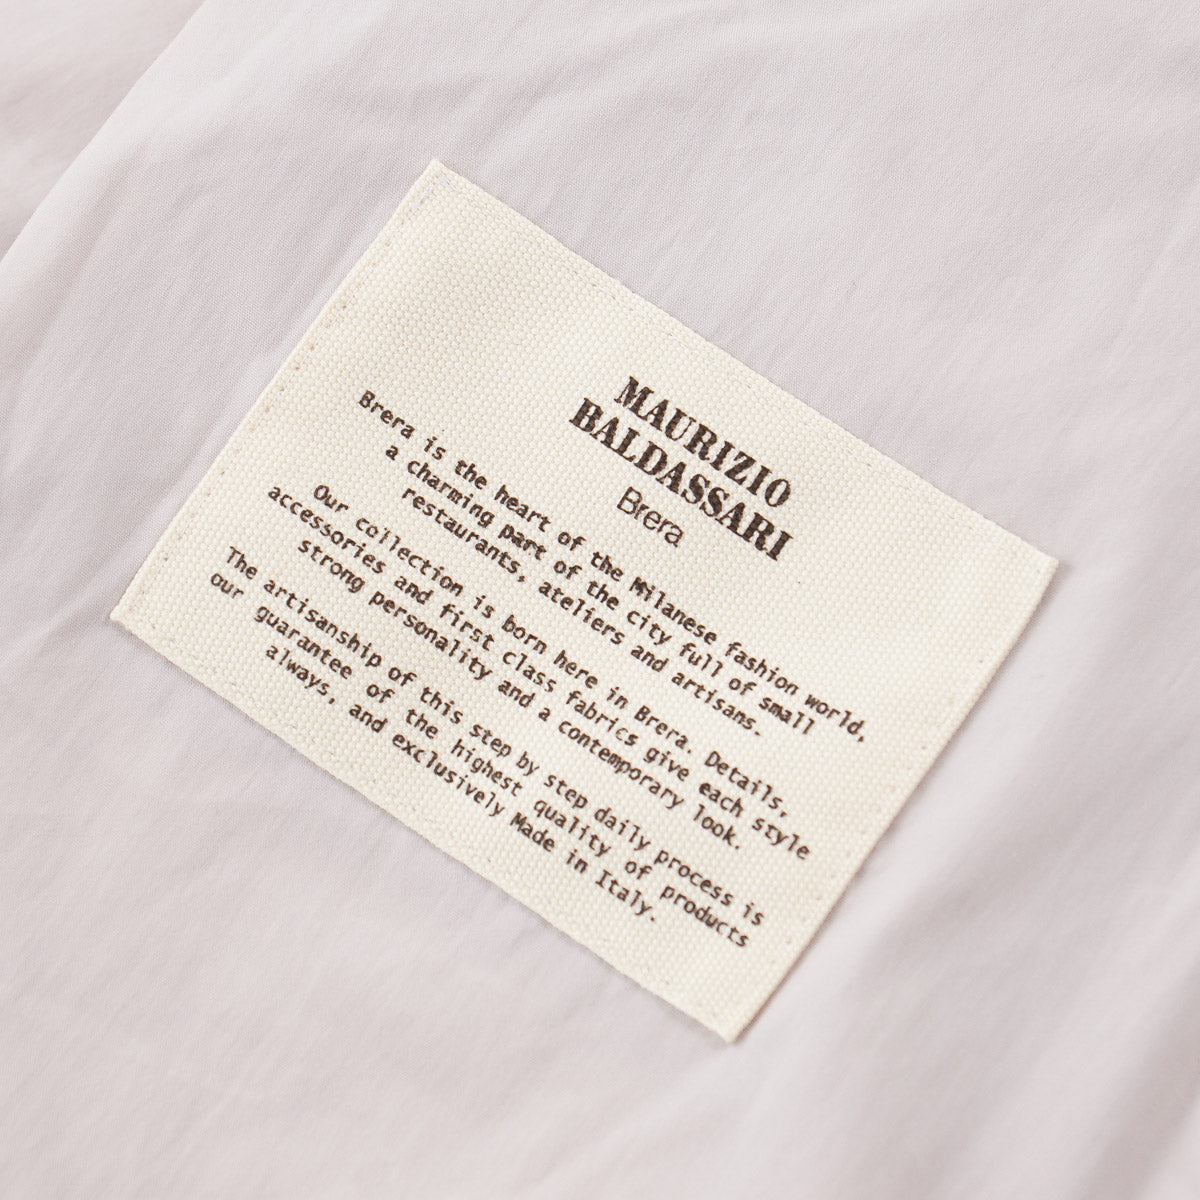 MAURIZIO
BALDASSARI
Brera
Brera is the heart of the Milanese fashion world,
a charming part of the city full of small
restaurants, ateliers and artisans.
Our collection is born here in Brera. Details,
accessories and first class fabrics give each style
strong personality and a contemporary look.
The artisanship of this step by step daily process is
our guarantee of the highest quality of products
always, and exclusively Made in Italy.